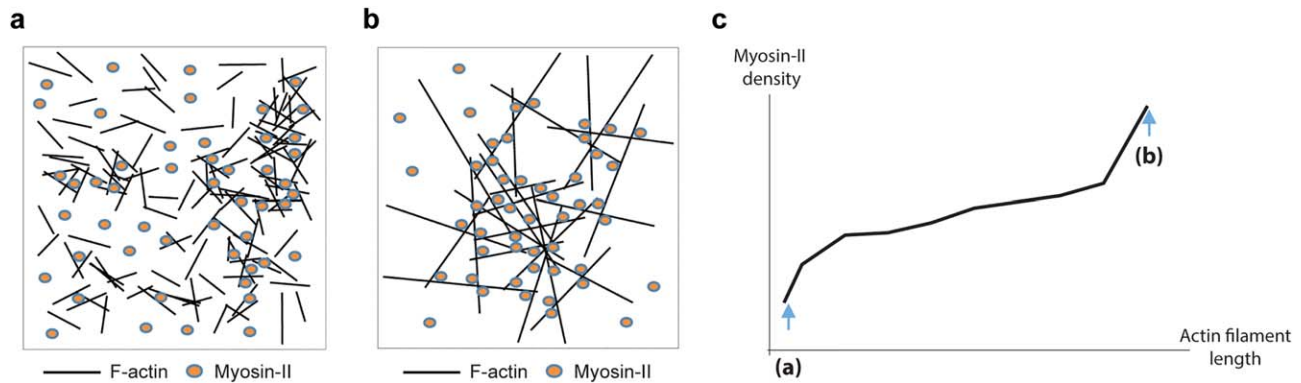 a
F-actin Myosin-II
b
F-actin Myosin-II
c
Myosin-II
density
(b)
(a)
Actin filament
length